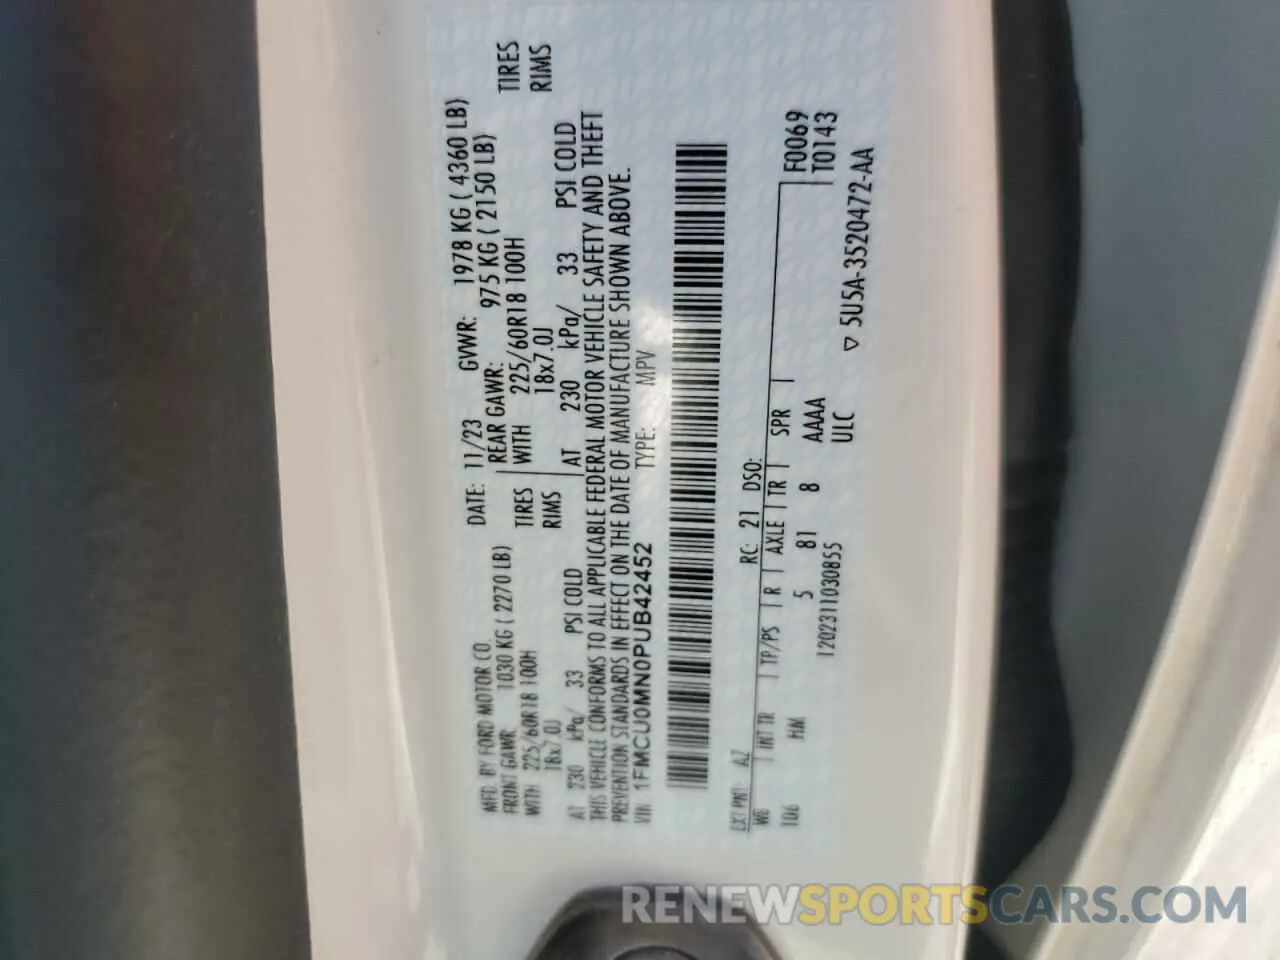 MFD. BY FORD MOTOR CO. DATE: 11/23 GVWR: 1978 KG ( 4360 LB)
FRONT GAWR: 1030 KG ( 2270 LB) REAR GAWR: 975 KG ( 2150 LB)
WITH 225/60R18 100H TIRES WITH 225/60R18 100H TIRES
18x7.0J RIMS 18x7.0J RIMS
AT 230 kPa/ 33 PSI COLD AT 230 kPa/ 33 PSI COLD
THIS VEHICLE CONFORMS TO ALL APPLICABLE FEDERAL MOTOR VEHICLE SAFETY AND THEFT
PREVENTION STANDARDS IN EFFECT ON THE DATE OF MANUFACTURE SHOWN ABOVE.
VIN: 1FMCU0MN0PUB42452 TYPE: MPV
EXT PNT: AZ RC: 21 DSO:
WB INT TR TP/PS R AXLE TR SPR F0069
106 HM 5 81 8 AAAA T0143
12023110308S5 ULC
▽ 5U5A-3520472-AA
RENEWSPORTSCARS.COM